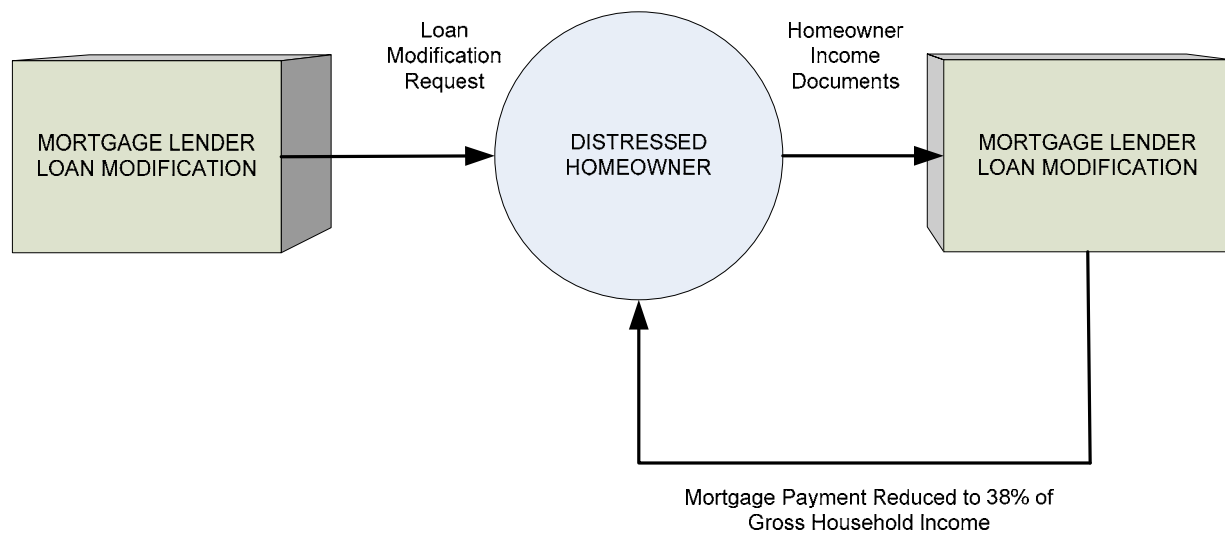 Loan
Modification
Request
Homeowner
Income
Documents
MORTGAGE LENDER
LOAN MODIFICATION
DISTRESSED
HOMEOWNER
MORTGAGE LENDER
LOAN MODIFICATION
Mortgage Payment Reduced to 38% of
Gross Household Income